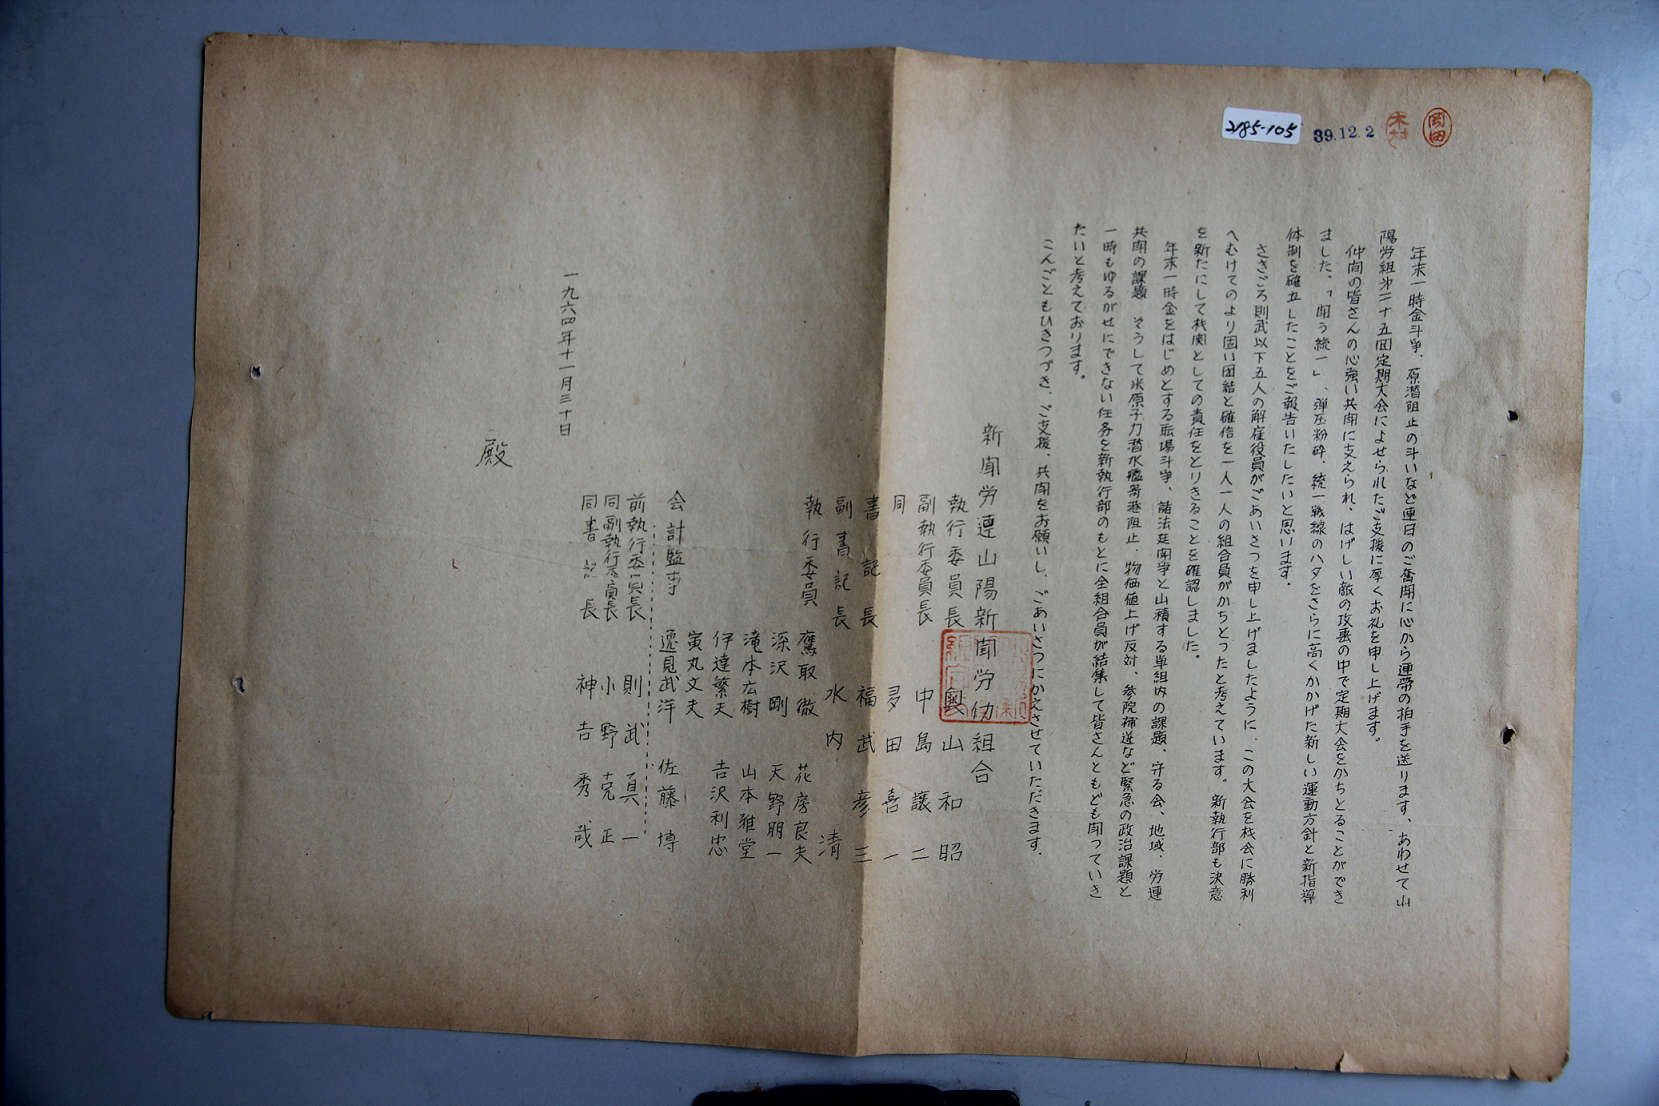 2185-105
39.12.2
木村
岡田
年末一時金斗争、原潜阻止の斗いなど連日のご奮闘に心から連帯の拍手を送ります、あわせて山
陽労組第二十五回定期大会によせられたご支援に厚くお礼を申し上げます。
仲間の皆さんの心強い共闘に支えられ、はげしい敵の攻撃の中で定期大会をかちとることができ
ました。「闘う統一」、弾圧粉砕、統一戦線のハタをさらに高くかかげた新しい運動方針と新指導
体制を確立したことをご報告いたしたいと思います。
さきごろ則武以下五人の解雇役員がごあいさつを申し上げましたように、この大会を機会に勝利
へむけてのより固い団結と確信を一人一人の組合員がかちとったと考えています。新執行部も決意
を新たにして機関としての責任をとりきることを確認しました。
年末一時金をはじめとする職場斗争、諸法廷闘争と山積する単組内の課題、守る会、地域、労連
共闘の課題 そうして米原子力潜水艦寄港阻止、物価値上げ反対、参院補選など緊急の政治課題と
一時もゆるがせにできない任务を新執行部のもとに全組合員が結集して皆さんともども闘っていき
たいと考えております。
こんごともひきつづき、ご支援、共闘をお願いし、ごあいさつにかえさせていただきます。
新聞労連山陽新聞労仂組合
執行委員長 奥山和昭
副執行委員長 中島譲二
同 多田喜一
書記長 福武彦三
副書記長 水内清
執行委員 鷹取徹 花房良夫
深沢剛 天野朋一
滝本広樹 山本雅堂
伊達繁天 吉沢利忠
寅丸文夫
会計監事 逸見武洋 佐藤博
前執行委員長 則武真一
同副執行委員長 小野克正
同書記長 神吉秀哉
一九六四年十一月三十日
殿